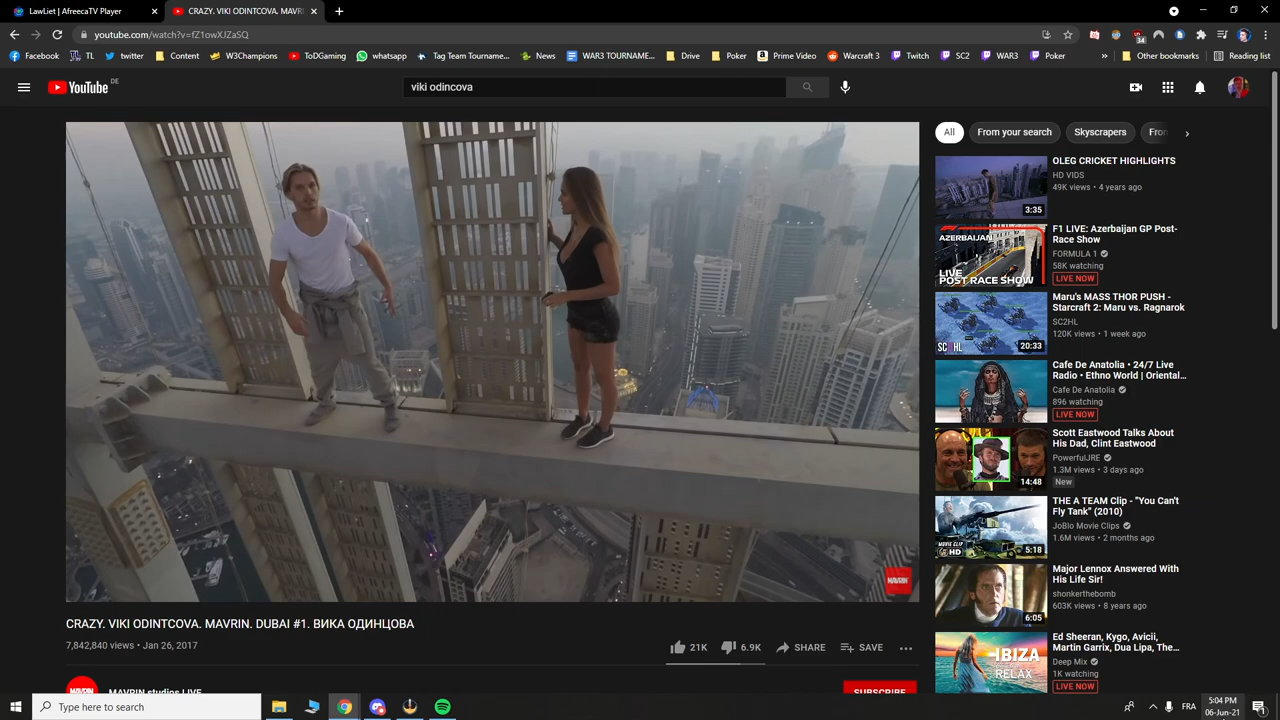 LawLiet | AfreecaTV Player
CRAZY. VIKI ODINTCOVA. MAVRI
youtube.com/watch?v=fZ1owXJZaSQ
34
Facebook
TL
twitter
Content
W3Champions
ToDGaming
whatsapp
Tag Team Tourname...
News
WAR3 TOURNAME...
Drive
Poker
Prime Video
Warcraft 3
Twitch
SC2
WAR3
Poker
»
Other bookmarks
Reading list
YouTube DE
viki odincova
MAVRIN
CRAZY. VIKI ODINTCOVA. MAVRIN. DUBAI #1. ВИКА ОДИНЦОВА
7,842,840 views • Jan 26, 2017
21K
6.9K
SHARE
SAVE
MAVRIN
MAVRIN studios LIVE
SUBSCRIBE
All
From your search
Skyscrapers
From
OLEG CRICKET HIGHLIGHTS
HD VIDS
49K views • 4 years ago
3:35
F1 LIVE: Azerbaijan GP Post-
Race Show
FORMULA 1
58K watching
LIVE NOW
AZERBAIJAN
LIVE
POST RACE SHOW
Maru's MASS THOR PUSH -
Starcraft 2: Maru vs. Ragnarok
SC2HL
120K views • 1 week ago
SC2HL
20:33
Cafe De Anatolia • 24/7 Live
Radio • Ethno World | Oriental...
Cafe De Anatolia
896 watching
LIVE NOW
Scott Eastwood Talks About
His Dad, Clint Eastwood
PowerfulJRE
1.3M views • 3 days ago
New
14:48
THE A TEAM Clip - "You Can't
Fly Tank" (2010)
JoBlo Movie Clips
1.6M views • 2 months ago
MOVIE CLIP HD
5:18
Major Lennox Answered With
His Life Sir!
shonkerthebomb
603K views • 8 years ago
6:05
Ed Sheeran, Kygo, Avicii,
Martin Garrix, Dua Lipa, The...
Deep Mix
1K watching
LIVE NOW
IBIZA
RELAX
Type here to search
FRA
5:04 PM
06-Jun-21
1